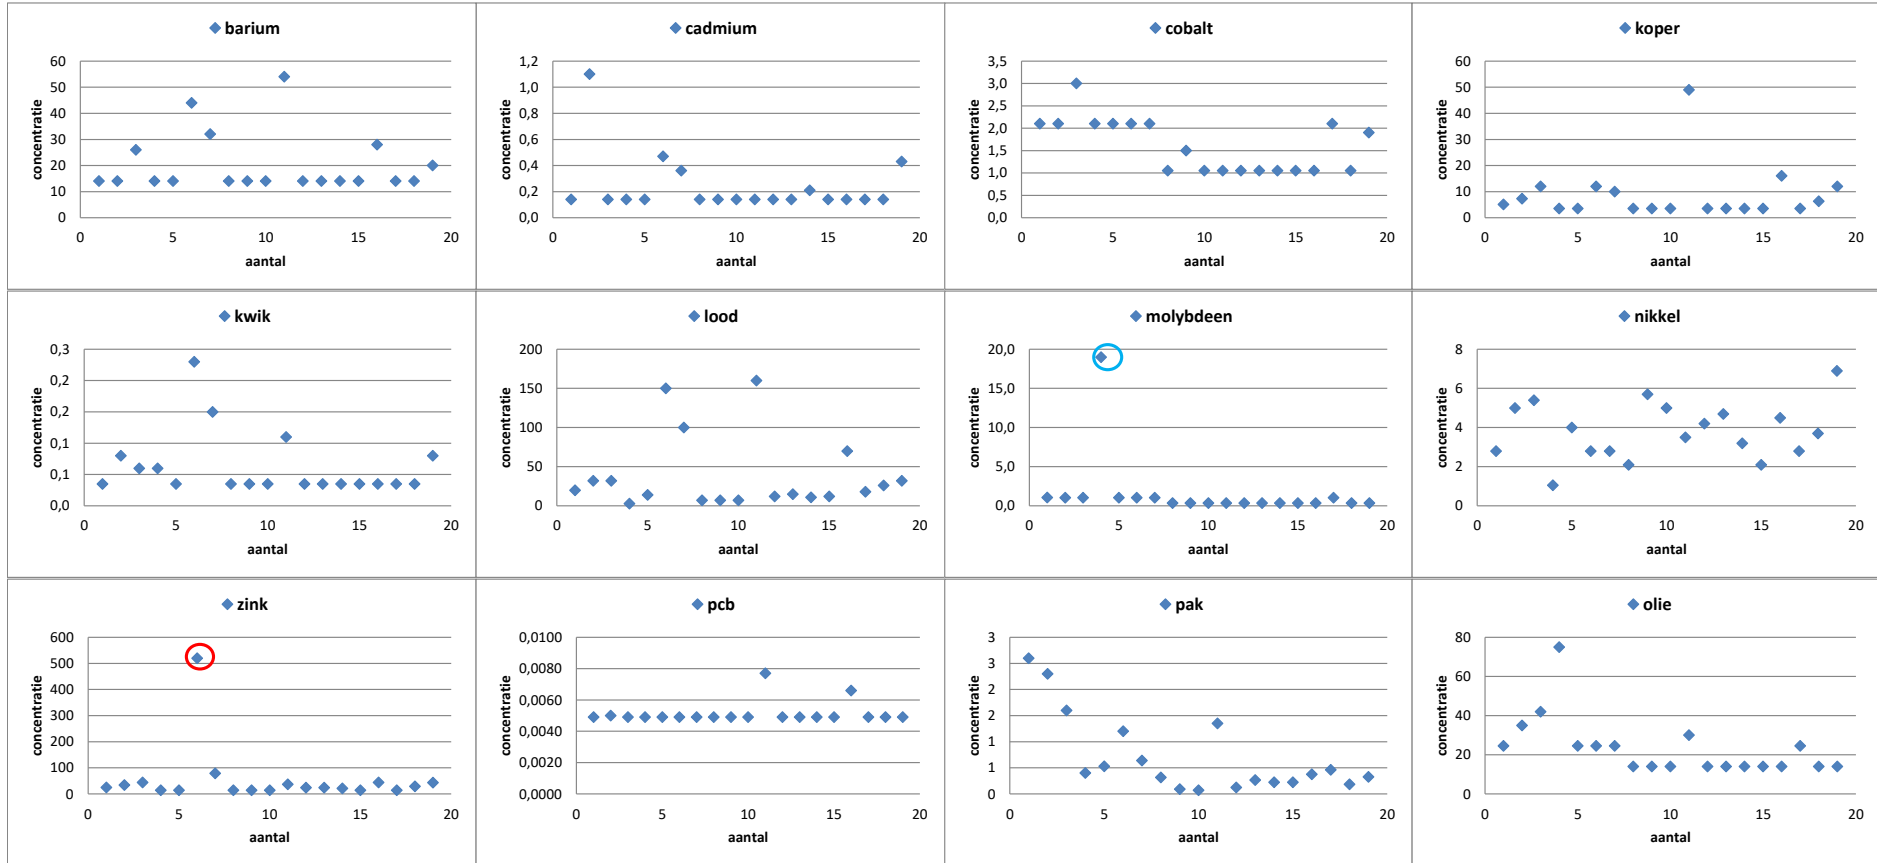 barium
60
50
40
30
20
10
0
concentratie
0 5 10 15 20
aantal
cadmium
1,2
1,0
0,8
0,6
0,4
0,2
0,0
concentratie
0 5 10 15 20
aantal
cobalt
3,5
3,0
2,5
2,0
1,5
1,0
0,5
0,0
concentratie
0 5 10 15 20
aantal
koper
60
50
40
30
20
10
0
concentratie
0 5 10 15 20
aantal
kwik
0,3
0,2
0,2
0,1
0,1
0,0
concentratie
0 5 10 15 20
aantal
lood
200
150
100
50
0
concentratie
0 5 10 15 20
aantal
molybdeen
20,0
15,0
10,0
5,0
0,0
concentratie
0 5 10 15 20
aantal
nikkel
8
6
4
2
0
concentratie
0 5 10 15 20
aantal
zink
600
500
400
300
200
100
0
concentratie
0 5 10 15 20
aantal
pcb
0,0100
0,0080
0,0060
0,0040
0,0020
0,0000
concentratie
0 5 10 15 20
aantal
pak
3
3
2
2
1
1
0
concentratie
0 5 10 15 20
aantal
olie
80
60
40
20
0
concentratie
0 5 10 15 20
aantal